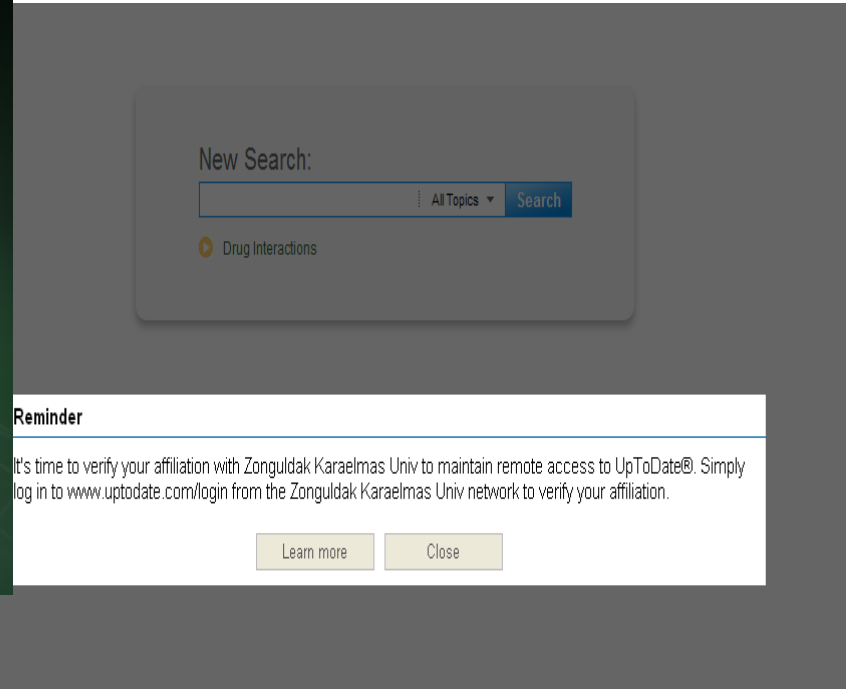 New Search:
All Topics Search
Drug Interactions
Reminder
It's time to verify your affiliation with Zonguldak Karaelmas Univ to maintain remote access to UpToDate®. Simply
log in to www.uptodate.com/login from the Zonguldak Karaelmas Univ network to verify your affiliation.
Learn more Close